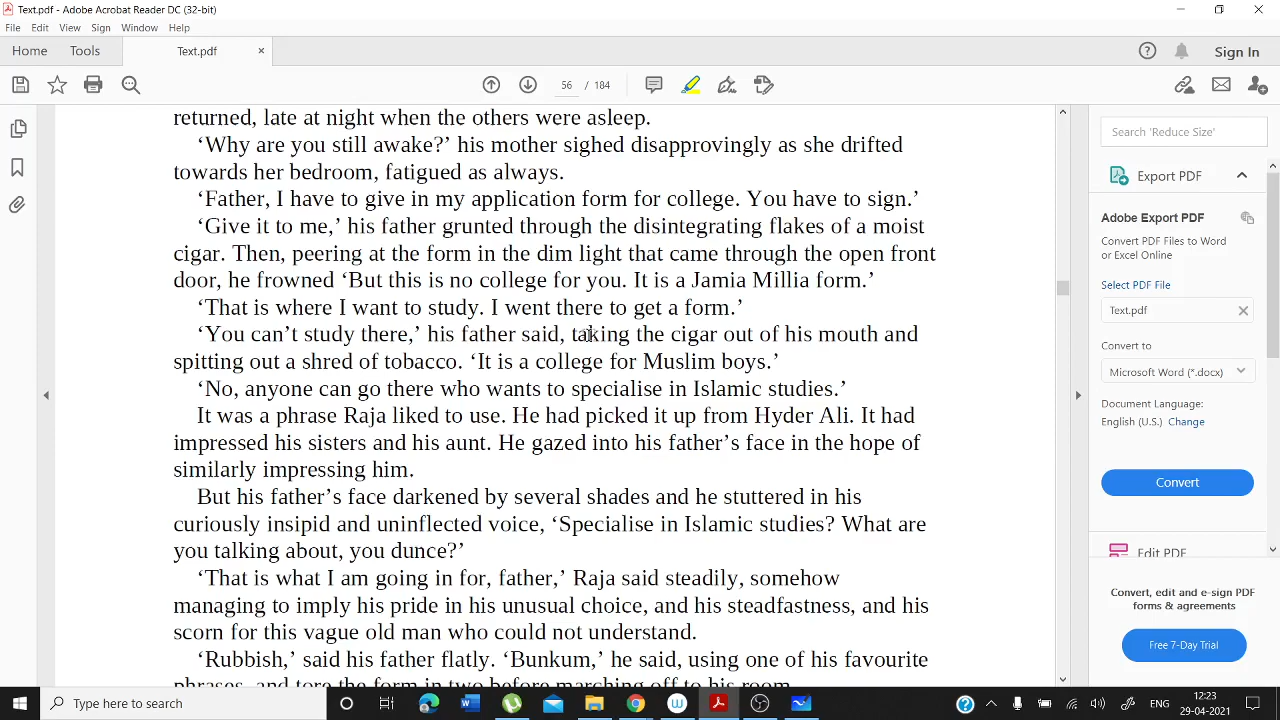 Text.pdf - Adobe Acrobat Reader DC (32-bit)
File Edit View Sign Window Help
Home Tools Text.pdf × Sign In
56 / 184
returned, late at night when the others were asleep.
‘Why are you still awake?’ his mother sighed disapprovingly as she drifted
towards her bedroom, fatigued as always.
‘Father, I have to give in my application form for college. You have to sign.’
‘Give it to me,’ his father grunted through the disintegrating flakes of a moist
cigar. Then, peering at the form in the dim light that came through the open front
door, he frowned ‘But this is no college for you. It is a Jamia Millia form.’
‘That is where I want to study. I went there to get a form.’
‘You can’t study there,’ his father said, taking the cigar out of his mouth and
spitting out a shred of tobacco. ‘It is a college for Muslim boys.’
‘No, anyone can go there who wants to specialise in Islamic studies.’
It was a phrase Raja liked to use. He had picked it up from Hyder Ali. It had
impressed his sisters and his aunt. He gazed into his father’s face in the hope of
similarly impressing him.
But his father’s face darkened by several shades and he stuttered in his
curiously insipid and uninflected voice, ‘Specialise in Islamic studies? What are
you talking about, you dunce?’
‘That is what I am going in for, father,’ Raja said steadily, somehow
managing to imply his pride in his unusual choice, and his steadfastness, and his
scorn for this vague old man who could not understand.
‘Rubbish,’ said his father flatly. ‘Bunkum,’ he said, using one of his favourite
phrases, and tore the form in two before marching off to his room.
Search 'Reduce Size'
Export PDF
Adobe Export PDF
Convert PDF Files to Word
or Excel Online
Select PDF File
Text.pdf
Convert to
Microsoft Word (*.docx)
Document Language:
English (U.S.) Change
Convert
Edit PDF
Convert, edit and e-sign PDF
forms & agreements
Free 7-Day Trial
Type here to search
ENG
12:23
29-04-2021